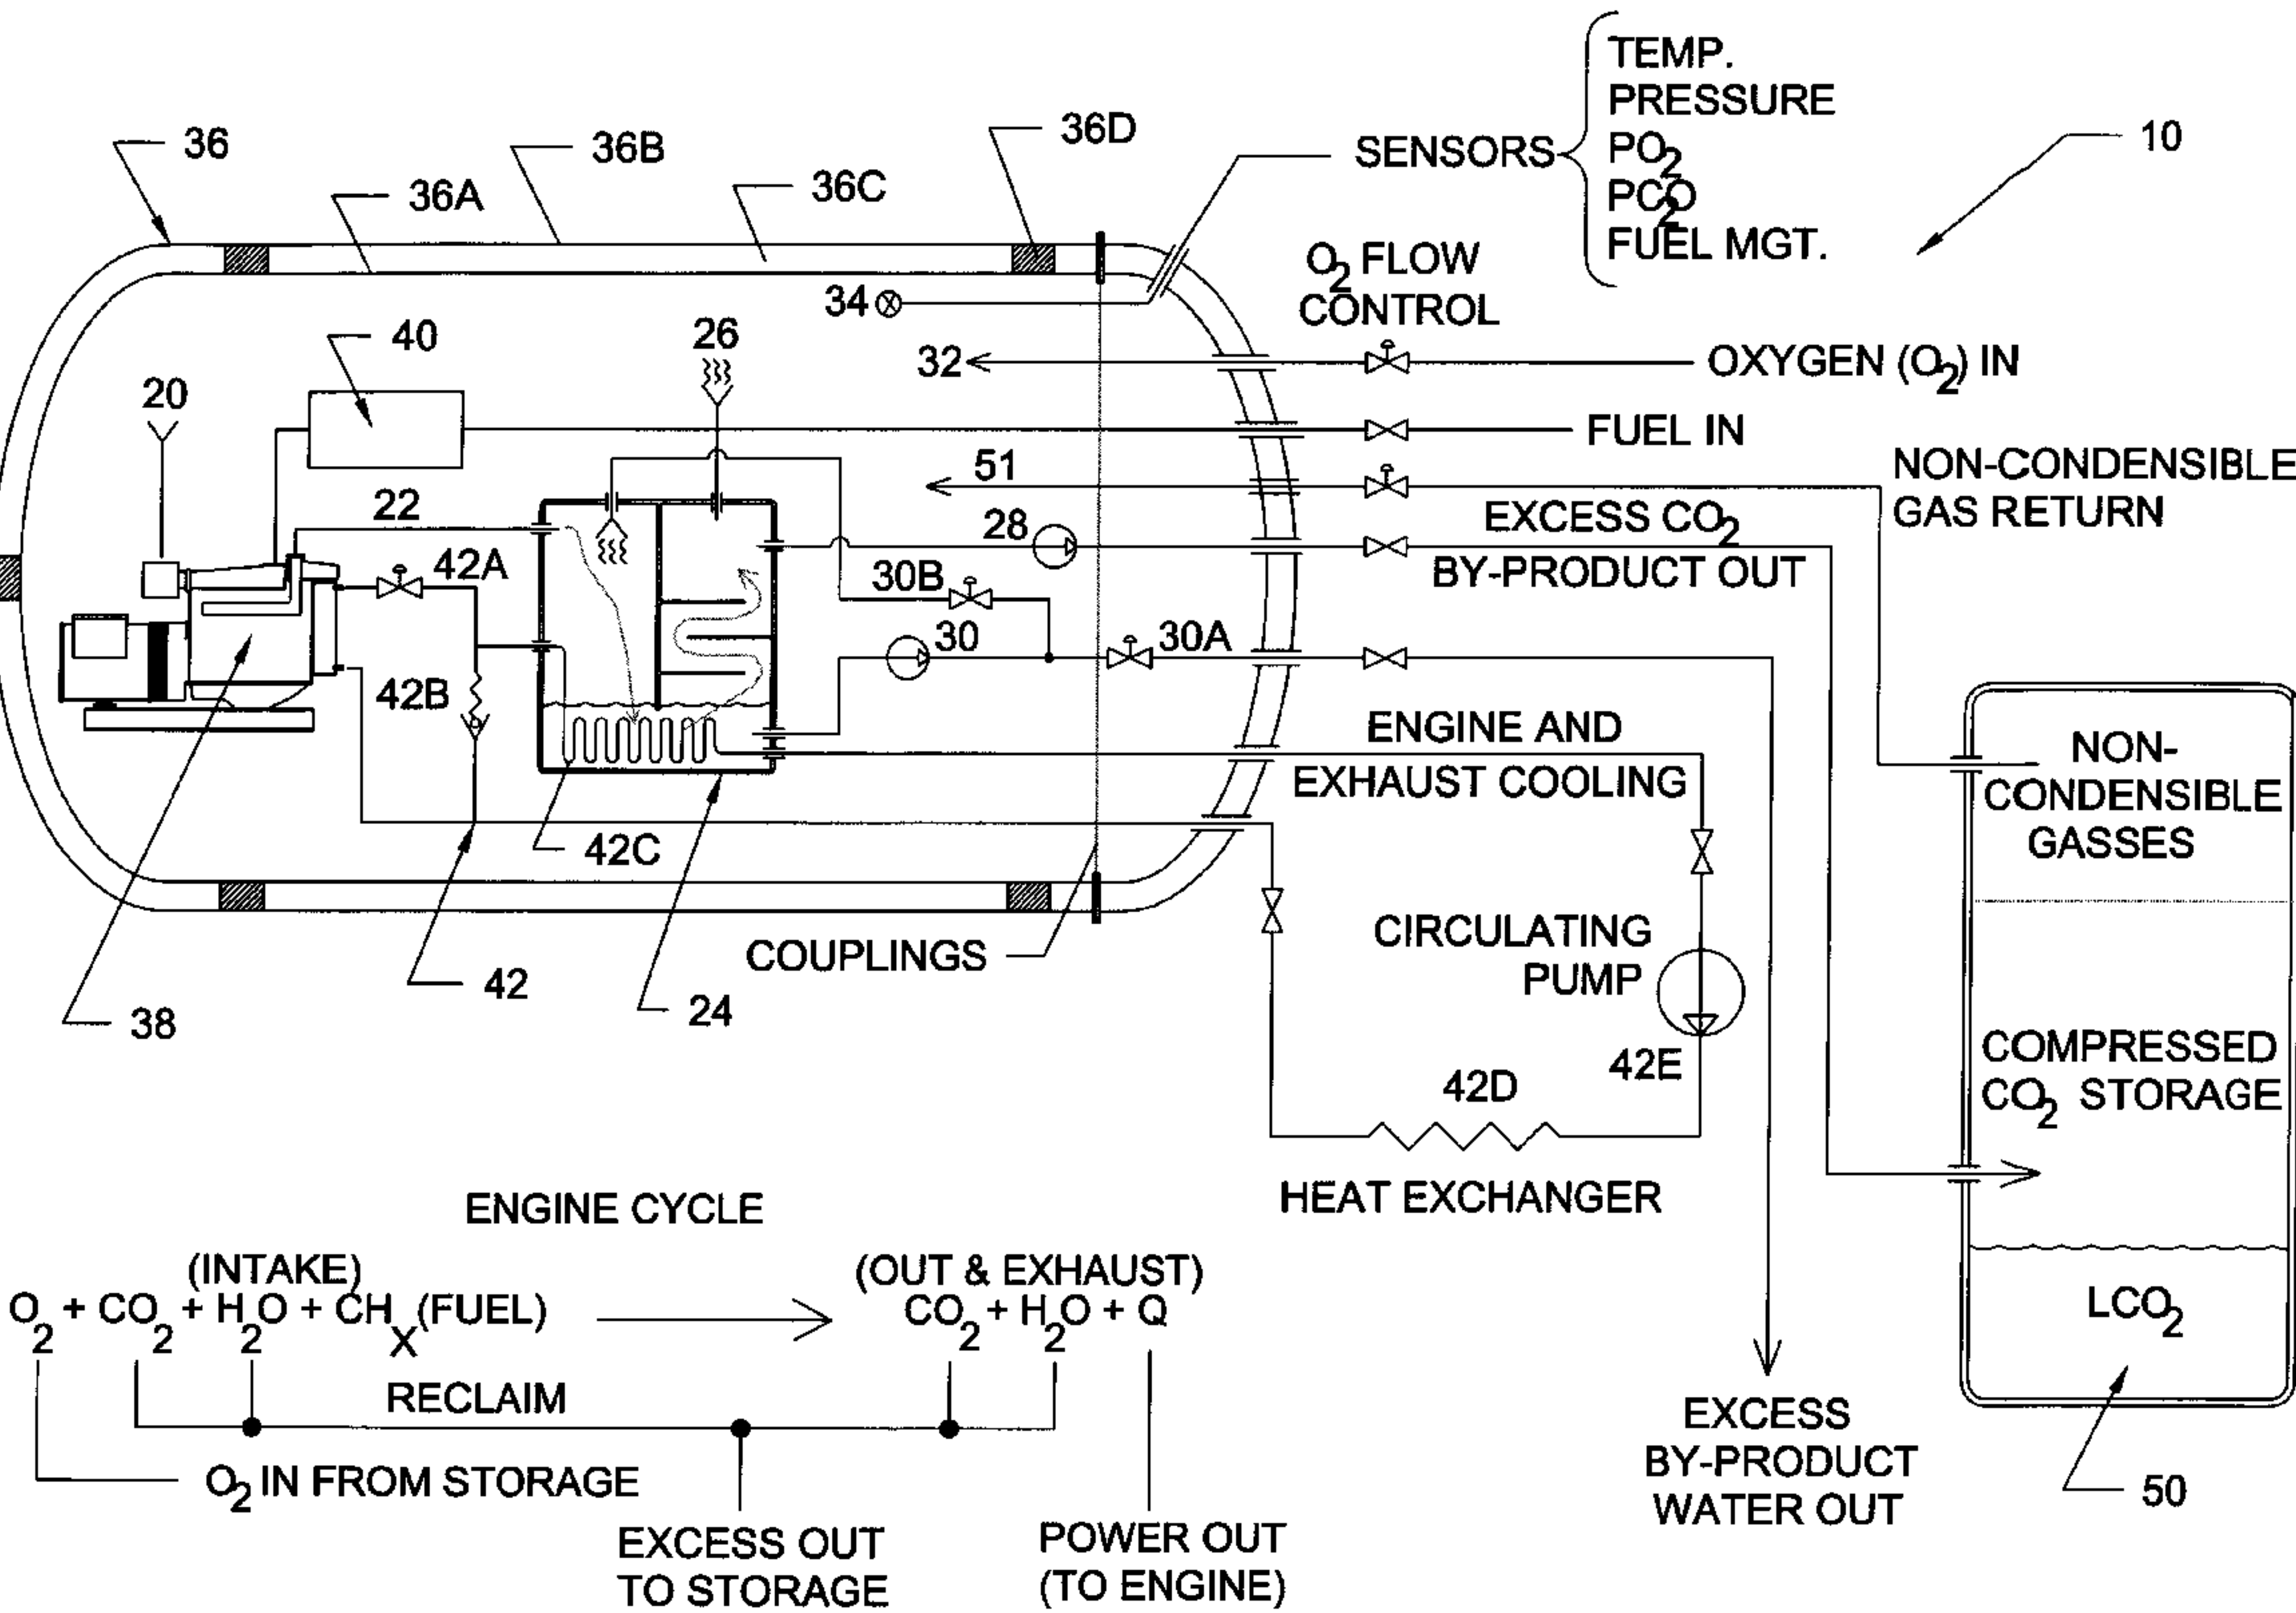 TEMP.
PRESSURE
PO2
PCO2
FUEL MGT.
SENSORS
10
36
36A
36B
36C
36D
34
O2 FLOW
CONTROL
32
OXYGEN (O2) IN
40
26
20
FUEL IN
51
NON-CONDENSIBLE
GAS RETURN
22
28
EXCESS CO2
BY-PRODUCT OUT
42A
30B
30
30A
42B
ENGINE AND
EXHAUST COOLING
42C
NON-
CONDENSIBLE
GASSES
COUPLINGS
CIRCULATING
PUMP
42
24
38
42E
42D
COMPRESSED
CO2 STORAGE
HEAT EXCHANGER
LCO2
50
EXCESS
BY-PRODUCT
WATER OUT
ENGINE CYCLE
(INTAKE)
(OUT & EXHAUST)
O2 + CO2 + H2O + CHX (FUEL)
CO2 + H2O + Q
RECLAIM
O2 IN FROM STORAGE
EXCESS OUT
TO STORAGE
POWER OUT
(TO ENGINE)